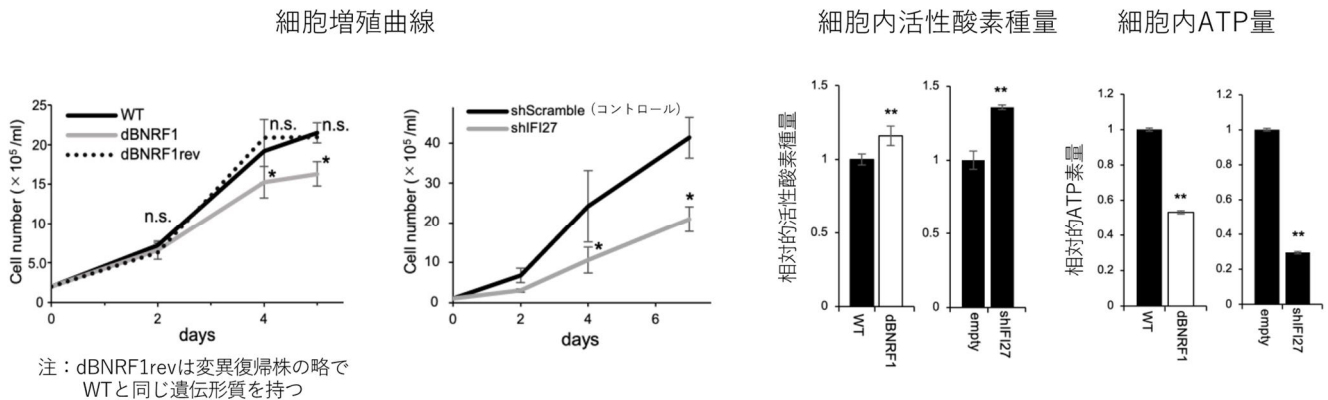 細胞増殖曲線
細胞内活性酸素種量
細胞内ATP量
Cell number (×10⁵/ml)
25
20
15
10
5.0
0
WT
dBNRF1
dBNRF1rev
n.s.
n.s.
n.s.
*
*
0
2
4
days
注：dBNRF1revは変異復帰株の略で
WTと同じ遺伝形質を持つ
Cell number (×10⁵/ml)
40
30
20
10
0
shScramble（コントロール）
shIFI27
*
*
0
2
4
6
days
相対的活性酸素種量
1.5
1
0.5
0
**
WT
dBNRF1
1.5
1
0.5
0
**
empty
shIFI27
相対的ATP素量
1.2
1
0.8
0.6
0.4
0.2
0
**
WT
dBNRF1
1.2
1
0.8
0.6
0.4
0.2
0
**
empty
shIFI27